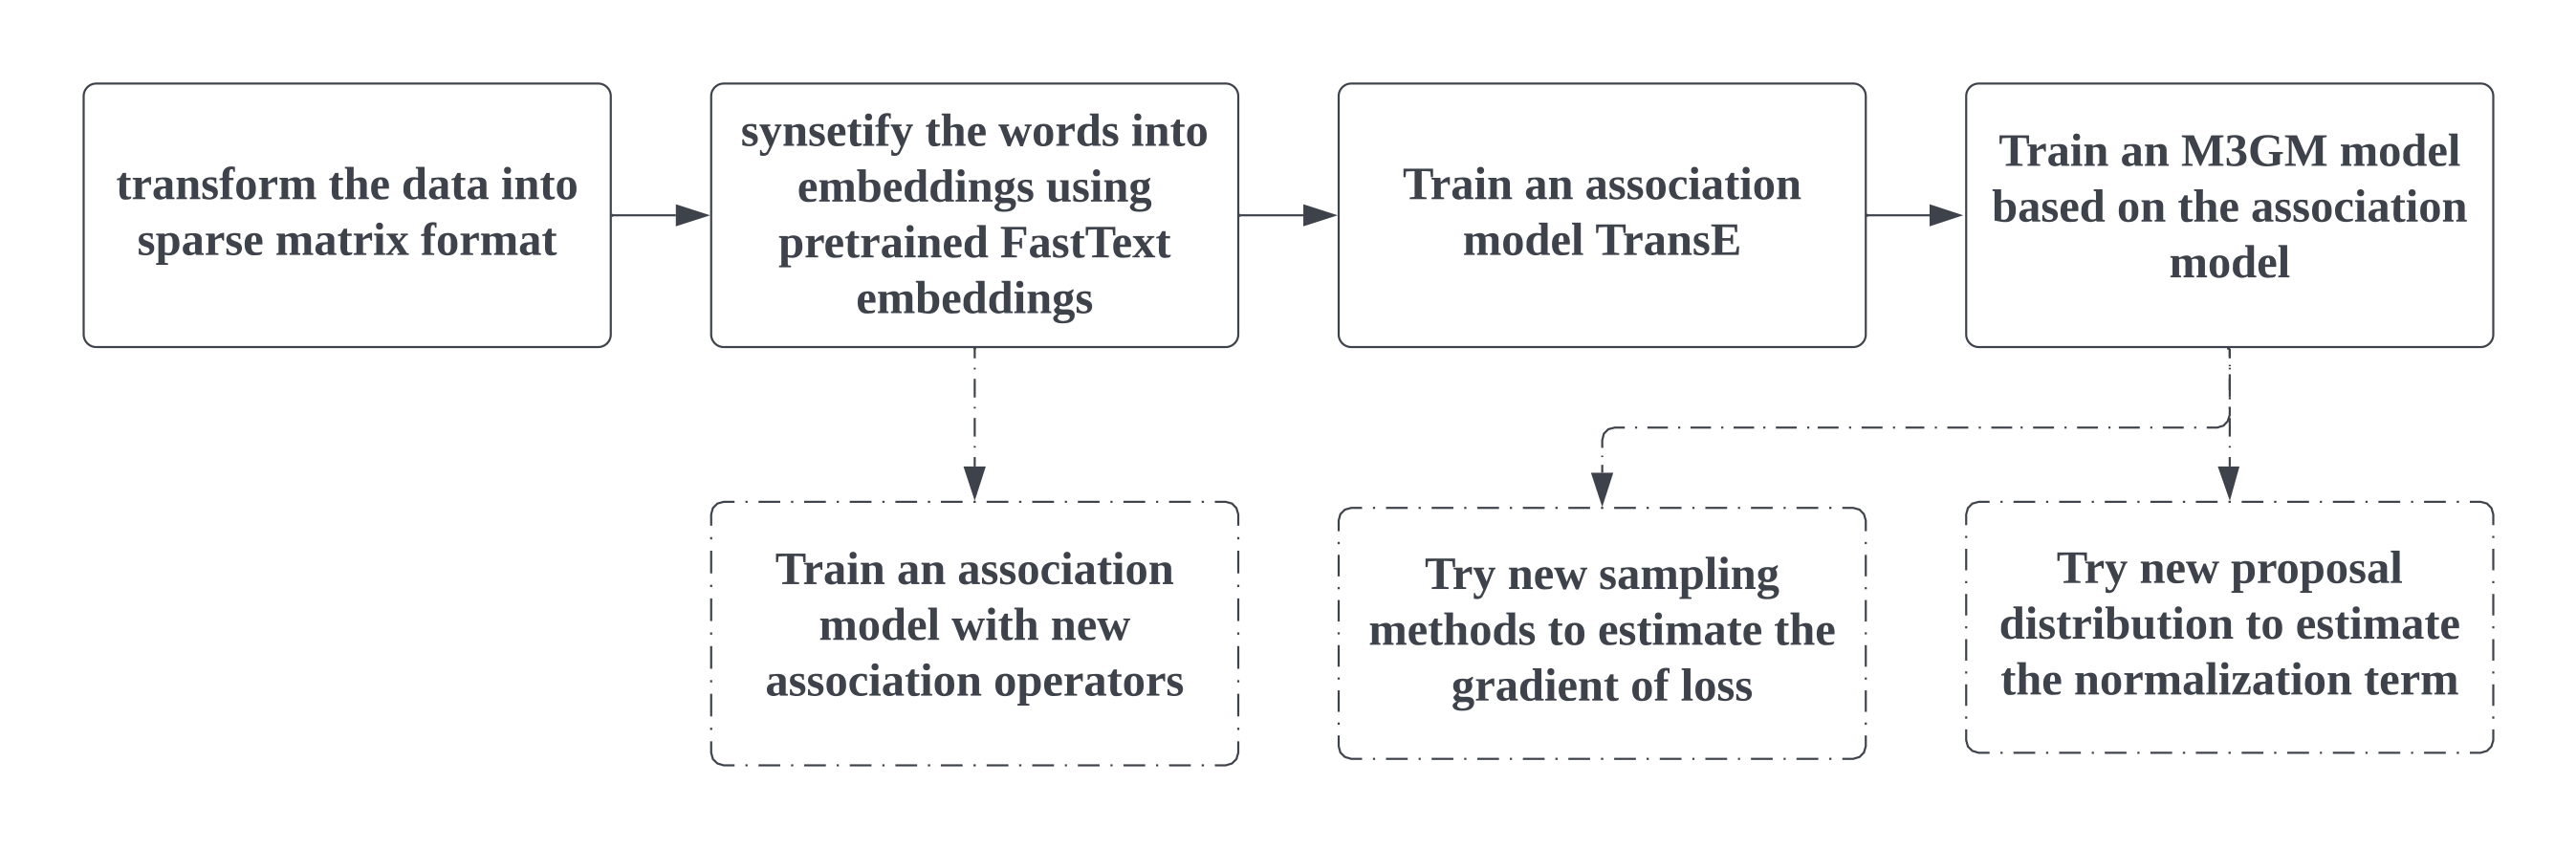 transform the data into
sparse matrix format
synsetify the words into
embeddings using
pretrained FastText
embeddings
Train an association
model TransE
Train an M3GM model
based on the association
model
Train an association
model with new
association operators
Try new sampling
methods to estimate the
gradient of loss
Try new proposal
distribution to estimate
the normalization term